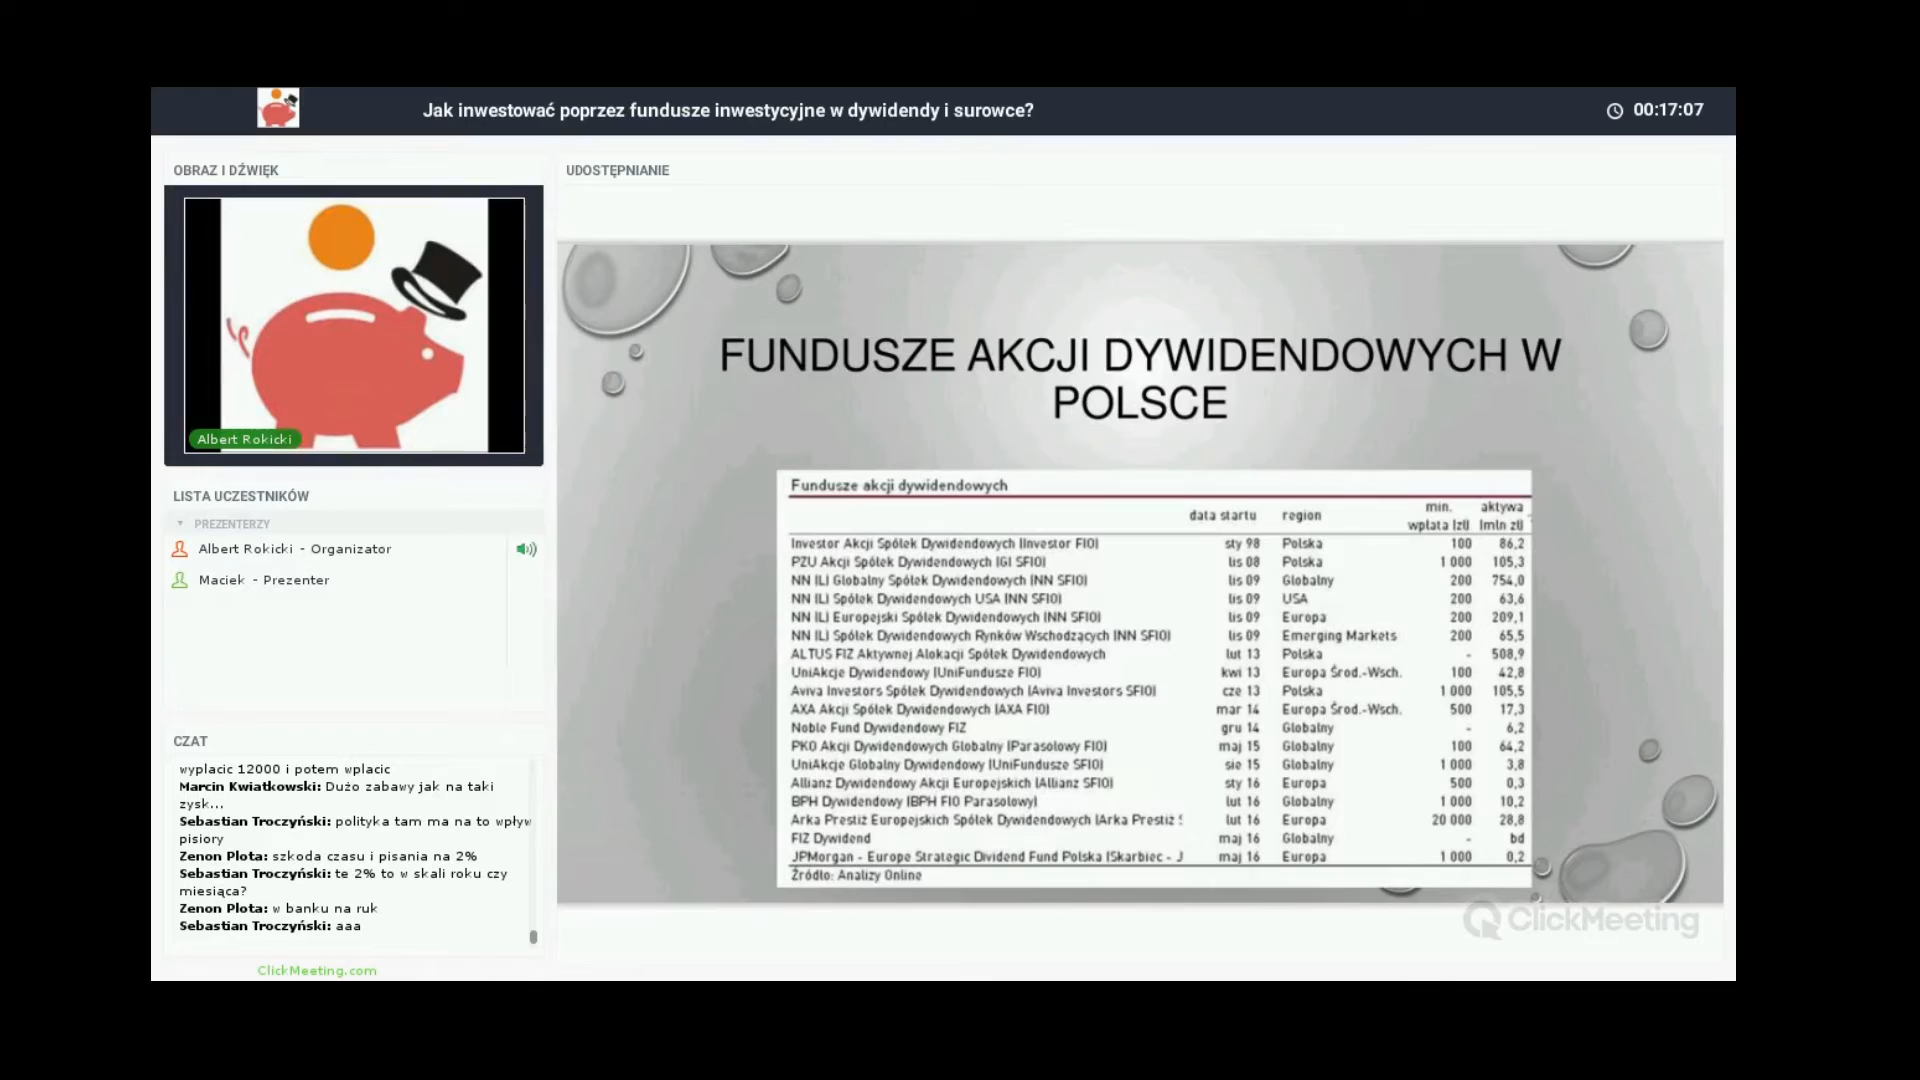 Jak inwestować poprzez fundusze inwestycyjne w dywidendy i surowce?
00:17:07
OBRAZ I DŹWIĘK
Albert Rokicki
LISTA UCZESTNIKÓW
PREZENTERZY
Albert Rokicki - Organizator
Maciek - Prezenter
CZAT
wyplacic 12000 i potem wplacic
Marcin Kwiatkowski: Dużo zabawy jak na taki
zysk...
Sebastian Troczyński: polityka tam ma na to wpływ
pisiory
Zenon Plota: szkoda czasu i pisania na 2%
Sebastian Troczyński: te 2% to w skali roku czy
miesiąca?
Zenon Plota: w banku na ruk
Sebastian Troczyński: aaa
ClickMeeting.com
UDOSTĘPNIANIE
FUNDUSZE AKCJI DYWIDENDOWYCH W
POLSCE
Fundusze akcji dywidendowych
data startu region min. wpłata (zł) aktywa (mln zł)
Investor Akcji Spółek Dywidendowych (Investor FIO) sty 98 Polska 100 86,2
PZU Akcji Spółek Dywidendowych (GI SFIO) lis 08 Polska 1 000 105,3
NN (L) Globalny Spółek Dywidendowych (NN SFIO) lis 09 Globalny 200 754,0
NN (L) Spółek Dywidendowych USA (NN SFIO) lis 09 USA 200 63,6
NN (L) Europejski Spółek Dywidendowych (NN SFIO) lis 09 Europa 200 209,1
NN (L) Spółek Dywidendowych Rynków Wschodzących (NN SFIO) lis 09 Emerging Markets 200 65,5
ALTUS FIZ Aktywnej Alokacji Spółek Dywidendowych lut 13 Polska - 508,9
UniAkcje Dywidendowy (UniFundusze FIO) kwi 13 Europa Środ.-Wsch. 100 42,8
Aviva Investors Spółek Dywidendowych (Aviva Investors SFIO) cze 13 Polska 1 000 105,5
AXA Akcji Spółek Dywidendowych (AXA FIO) mar 14 Europa Środ.-Wsch. 500 17,3
Noble Fund Dywidendowy FIZ gru 14 Globalny - 6,2
PKO Akcji Dywidendowych Globalny (Parasolowy FIO) maj 15 Globalny 100 64,2
UniAkcje Globalny Dywidendowy (UniFundusze SFIO) sie 15 Globalny 1 000 3,8
Allianz Dywidendowy Akcji Europejskich (Allianz SFIO) sty 16 Europa 500 0,3
BPH Dywidendowy (BPH FIO Parasolowy) lut 16 Globalny 1 000 10,2
Arka Prestiż Europejskich Spółek Dywidendowych (Arka Prestiż S lut 16 Europa 20 000 28,8
FIZ Dywidend maj 16 Globalny - bd
JPMorgan - Europe Strategic Dividend Fund Polska (Skarbiec - J maj 16 Europa 1 000 0,2
Źródło: Analizy Online
ClickMeeting